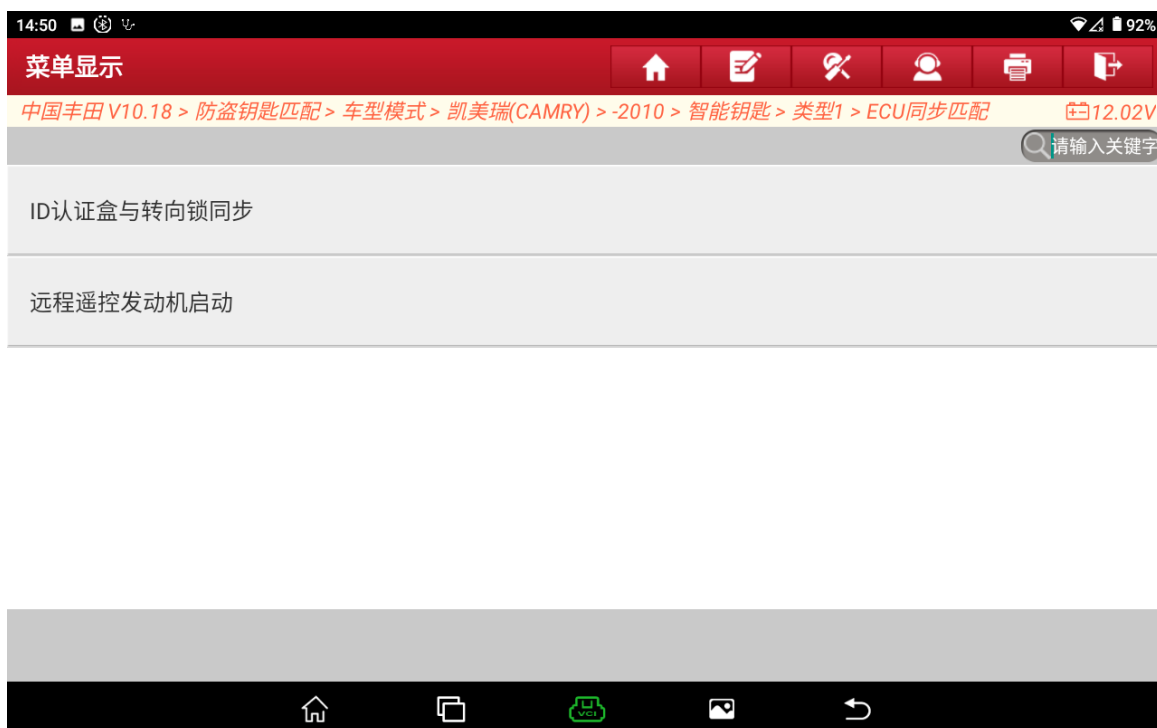 14:50 92%
菜单显示
中国丰田 V10.18 > 防盗钥匙匹配 > 车型模式 > 凯美瑞(CAMRY) > -2010 > 智能钥匙 > 类型1 > ECU同步匹配 12.02V
请输入关键字
ID认证盒与转向锁同步
远程遥控发动机启动
VCI